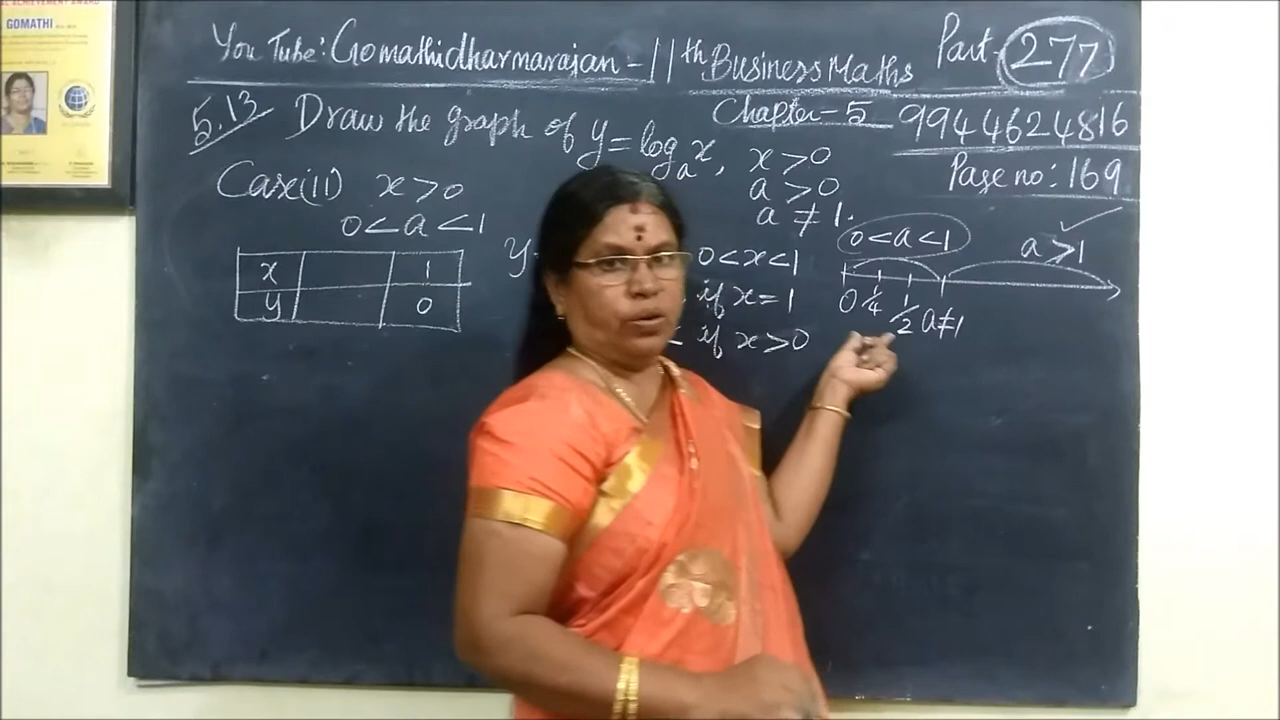 GOMATHI
You Tube: Gomathidharmarajan - 11th Business Maths Part-277
Chapter-5 9944624816
5.13 Draw the graph of y=logₐx, x>0
a>0
a≠1.
Page no: 169
Case(ii) x>0
0<a<1
x 1
y 0
y 0<x<1
if x=1
if x>0
0<a<1 a>1
0 1/4 1/2 a≠1